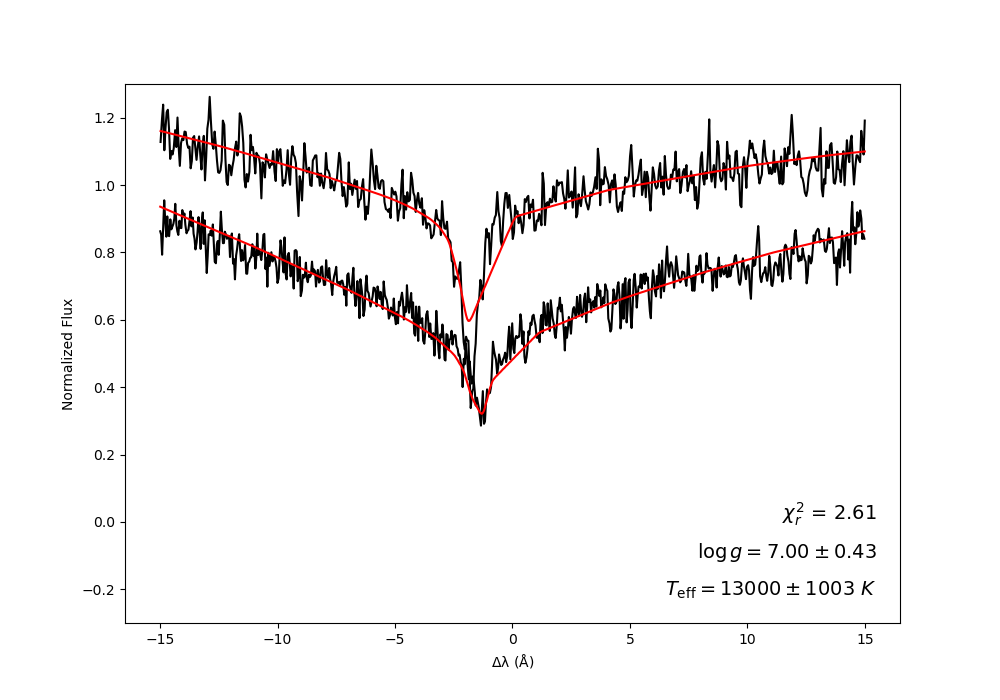 1.2
1.0
0.8
0.6
0.4
0.2
0.0
−0.2
Normalized Flux
χ²ᵣ = 2.61
log g = 7.00 ± 0.43
T_eff = 13000 ± 1003 K
−15 −10 −5 0 5 10 15
Δλ (Å)